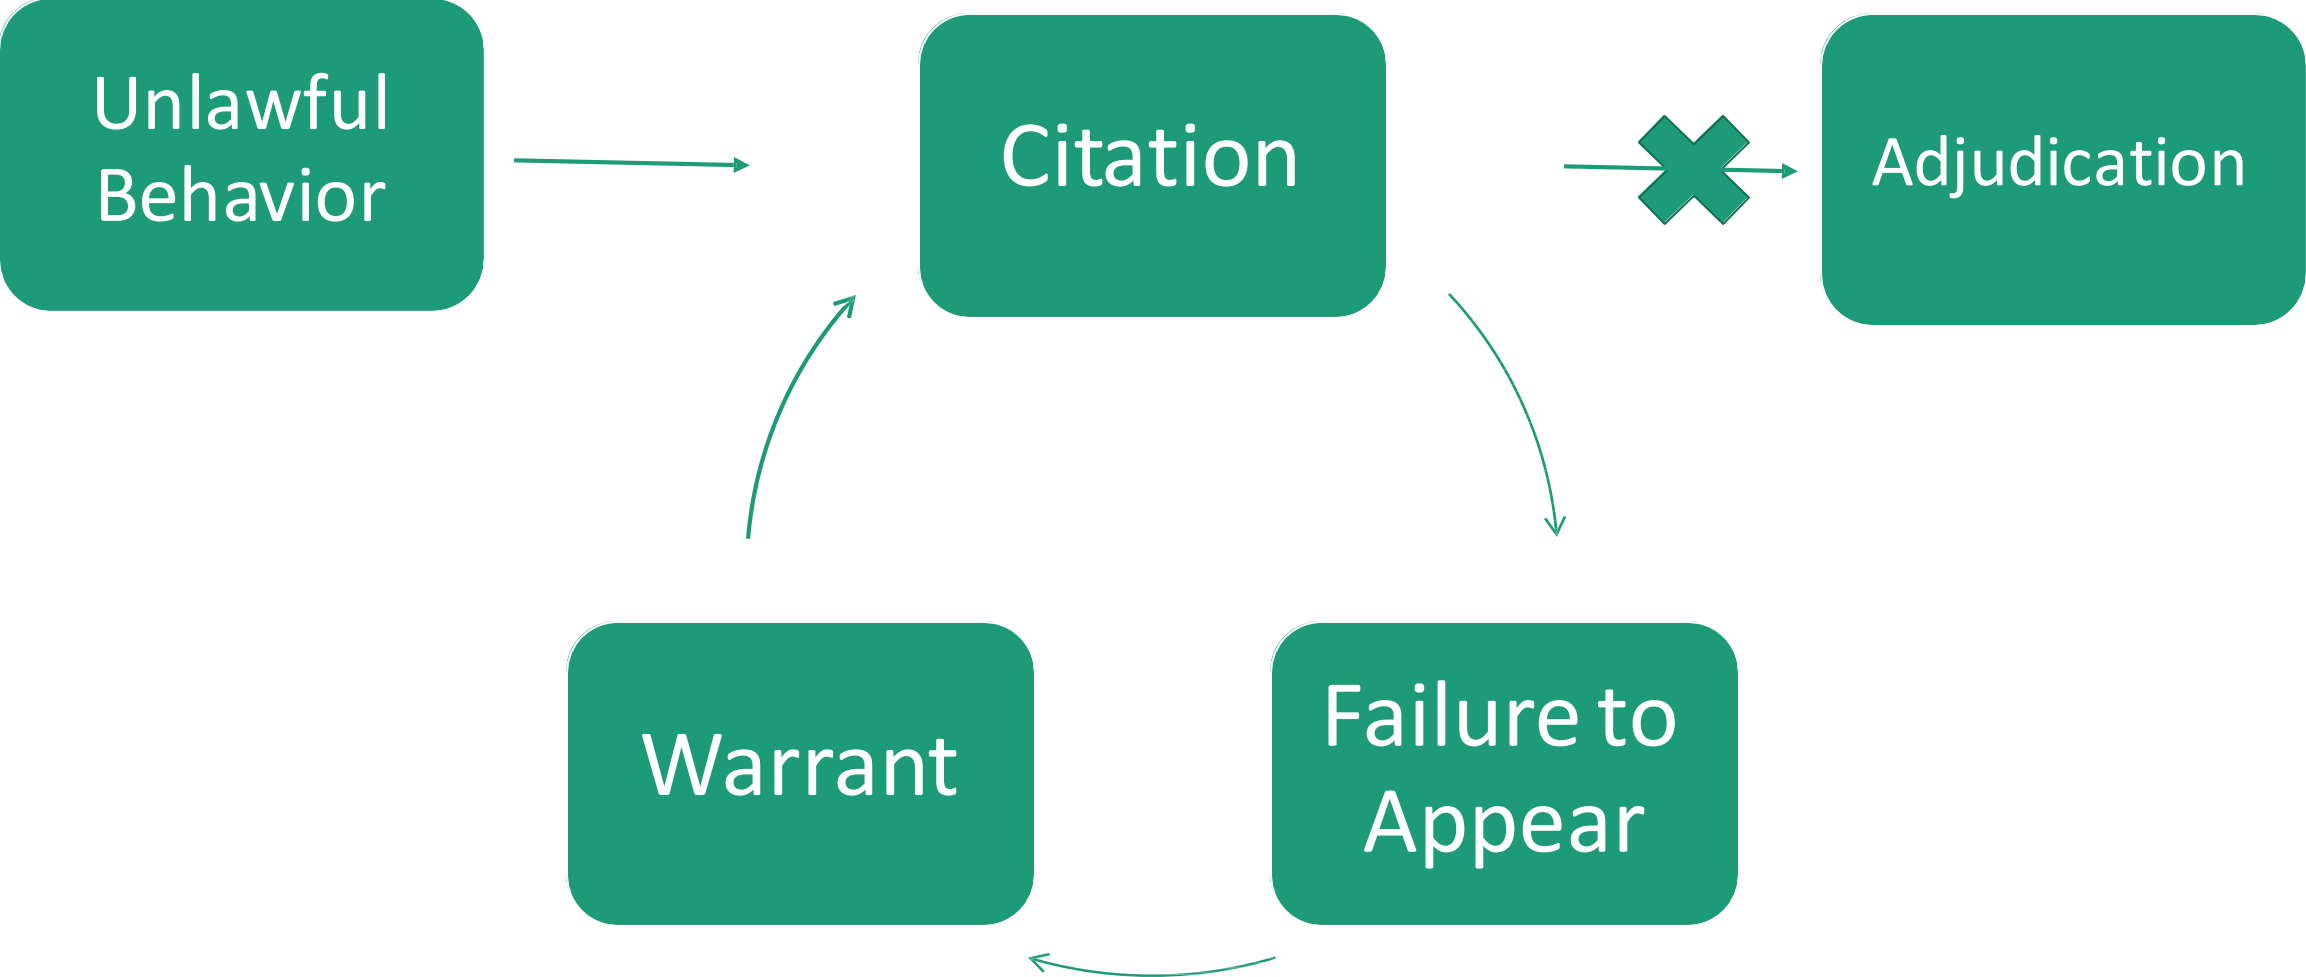 Unlawful
Behavior
Citation
Adjudication
Warrant
Failure to
Appear